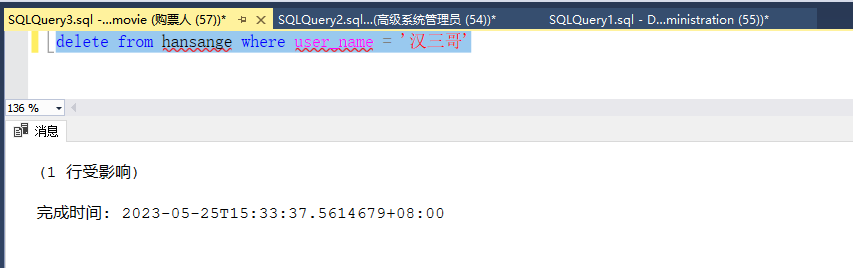 SQLQuery3.sql -...movie (购票人 (57))* SQLQuery2.sql...(高级系统管理员 (54))* SQLQuery1.sql - D...ministration (55))*
delete from hansange where user_name = '汉三哥'
136 %
消息
(1 行受影响)
完成时间: 2023-05-25T15:33:37.5614679+08:00